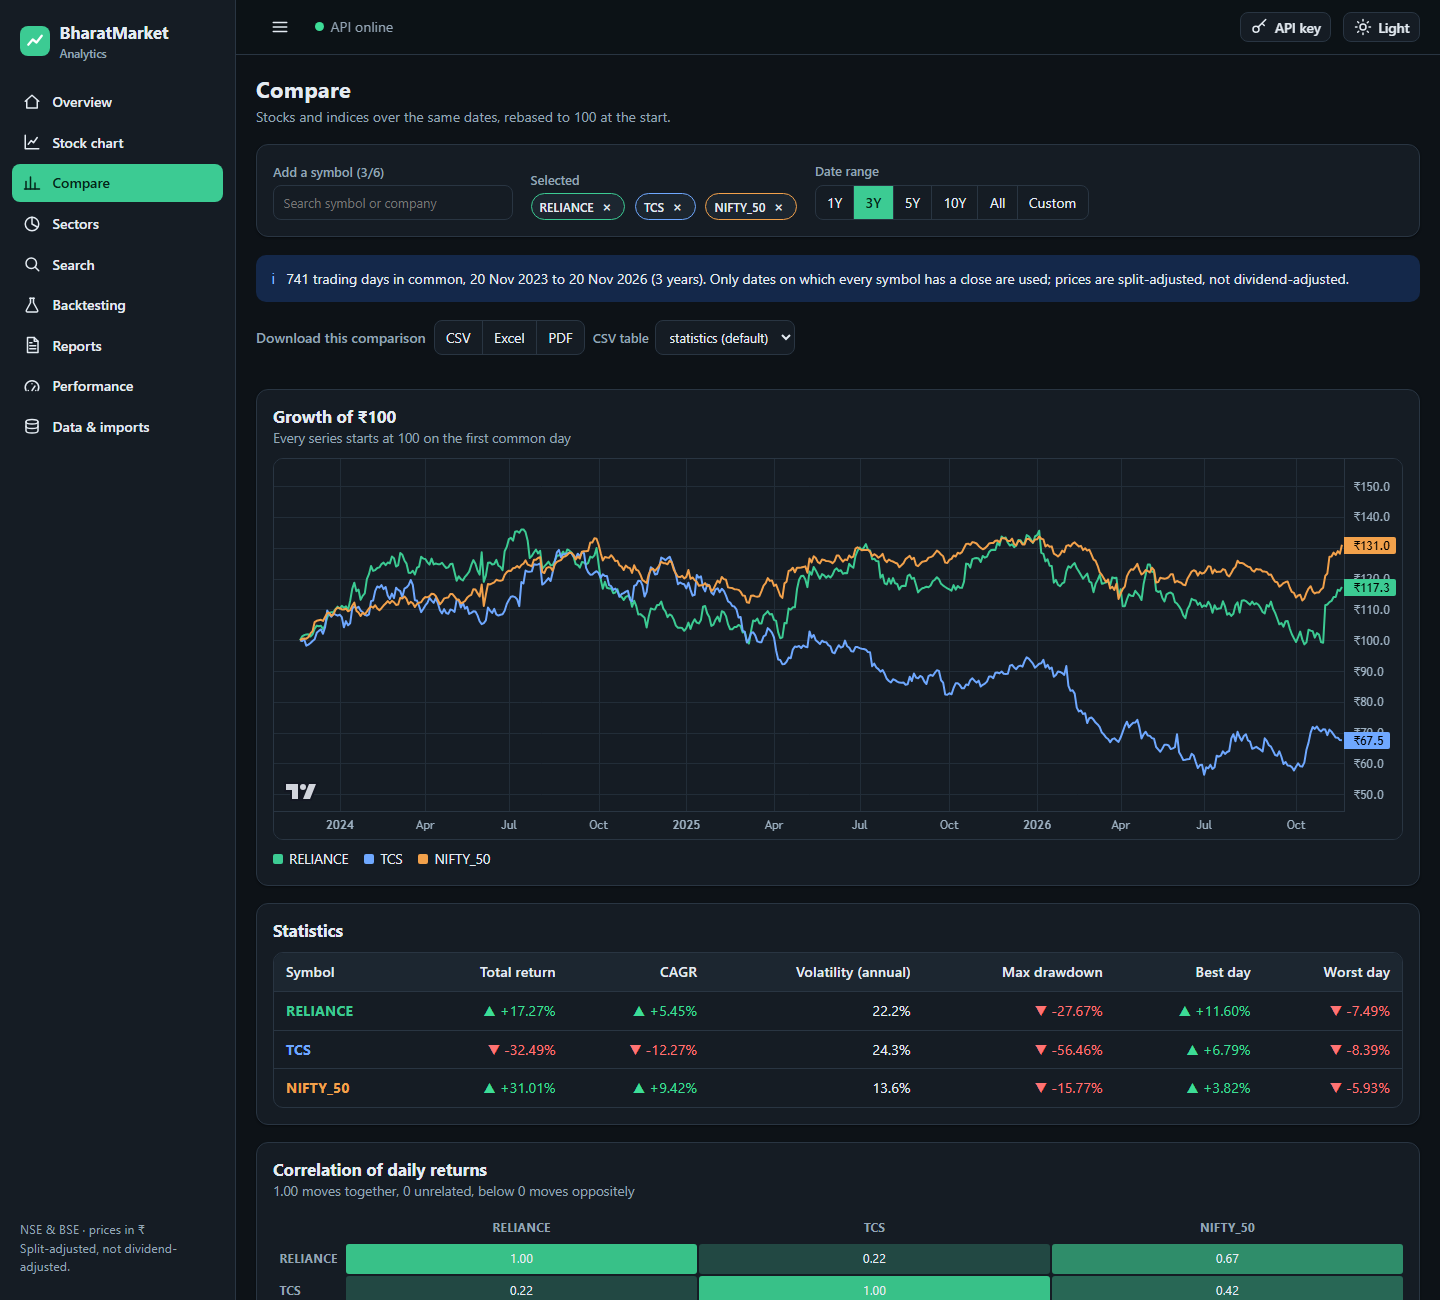 BharatMarket
Analytics
Overview
Stock chart
Compare
Sectors
Search
Backtesting
Reports
Performance
Data & imports
NSE & BSE · prices in ₹
Split-adjusted, not dividend-
adjusted.
API online
API key
Light
Compare
Stocks and indices over the same dates, rebased to 100 at the start.
Add a symbol (3/6)
Search symbol or company
Selected
RELIANCE × TCS × NIFTY_50 ×
Date range
1Y 3Y 5Y 10Y All Custom
i 741 trading days in common, 20 Nov 2023 to 20 Nov 2026 (3 years). Only dates on which every symbol has a close are used; prices are split-adjusted, not dividend-adjusted.
Download this comparison CSV Excel PDF CSV table statistics (default)
Growth of ₹100
Every series starts at 100 on the first common day
₹150.0
₹140.0
₹131.0
₹117.3
₹110.0
₹100.0
₹90.0
₹80.0
₹67.5
₹60.0
₹50.0
2024 Apr Jul Oct 2025 Apr Jul Oct 2026 Apr Jul Oct
RELIANCE TCS NIFTY_50
Statistics
Symbol Total return CAGR Volatility (annual) Max drawdown Best day Worst day
RELIANCE ▲ +17.27% ▲ +5.45% 22.2% ▼ -27.67% ▲ +11.60% ▼ -7.49%
TCS ▼ -32.49% ▼ -12.27% 24.3% ▼ -56.46% ▲ +6.79% ▼ -8.39%
NIFTY_50 ▲ +31.01% ▲ +9.42% 13.6% ▼ -15.77% ▲ +3.82% ▼ -5.93%
Correlation of daily returns
1.00 moves together, 0 unrelated, below 0 moves oppositely
RELIANCE TCS NIFTY_50
RELIANCE 1.00 0.22 0.67
TCS 0.22 1.00 0.42